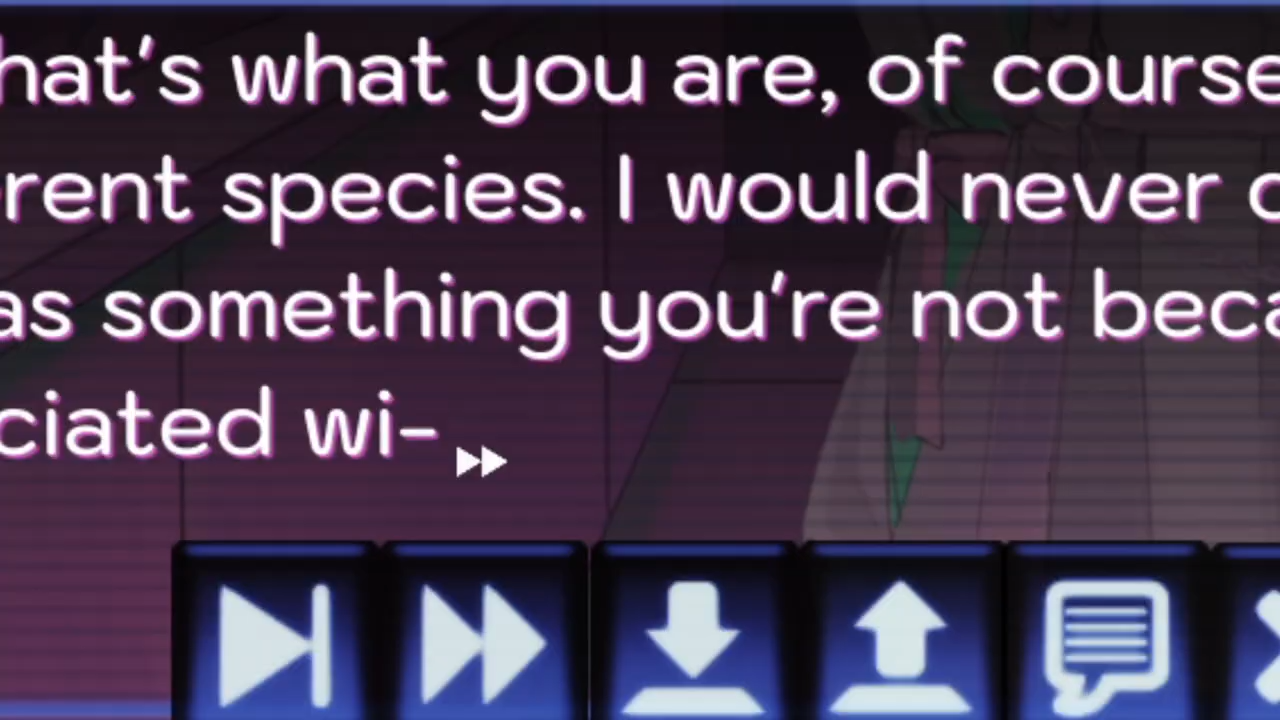 hat's what you are, of course
rent species. I would never c
as something you're not beca
ciated wi-